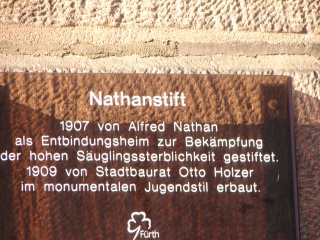 Nathanstift
1907 von Alfred Nathan
als Entbindungsheim zur Bekämpfung
der hohen Säuglingssterblichkeit gestiftet.
1909 von Stadtbaurat Otto Holzer
im monumentalen Jugendstil erbaut.
Fürth